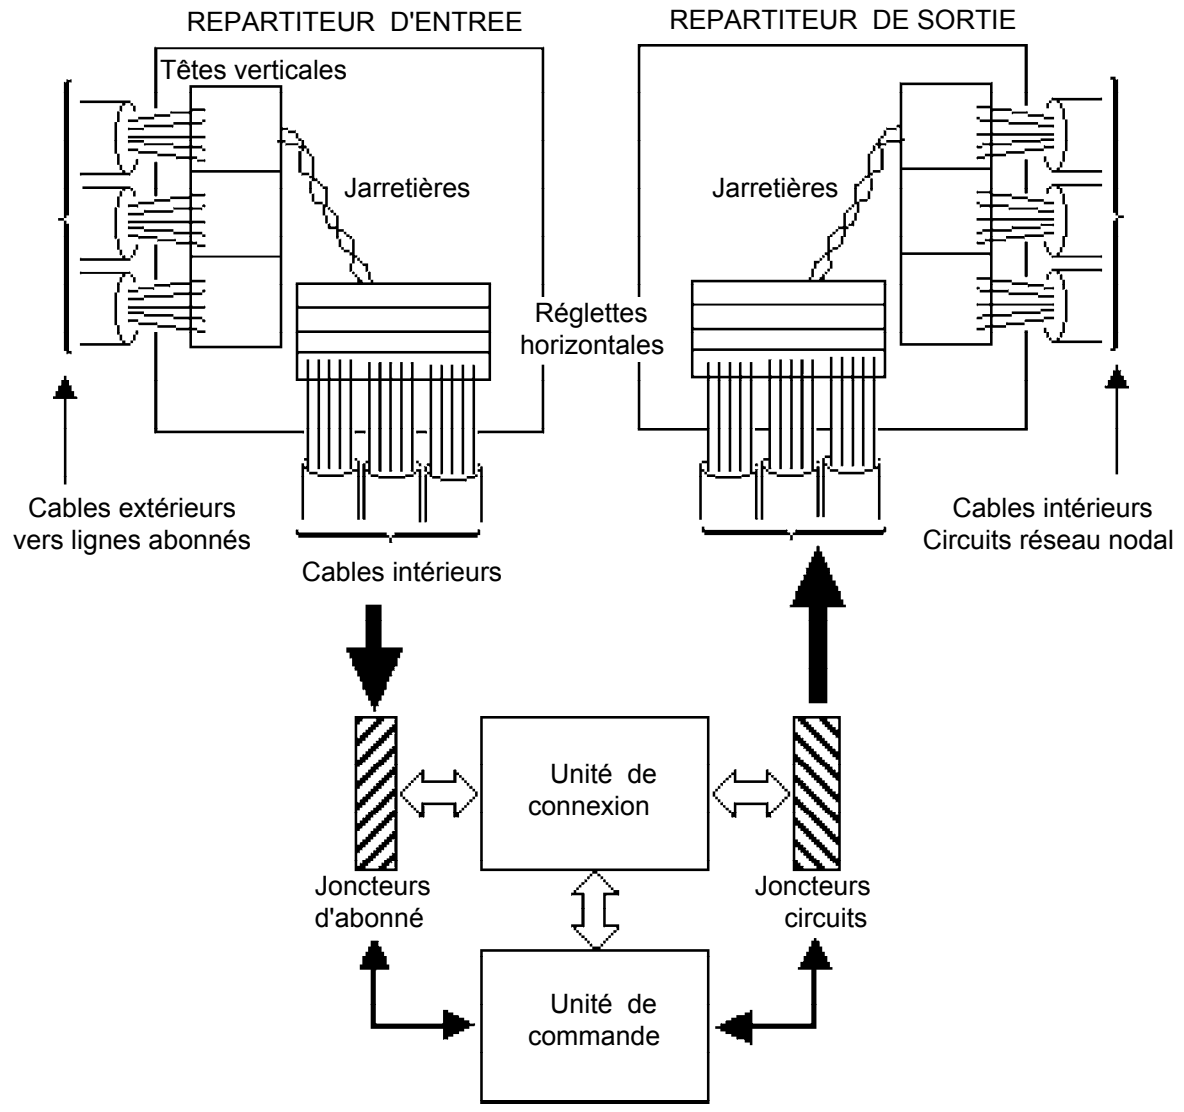 REPARTITEUR D'ENTREE
REPARTITEUR DE SORTIE
Têtes verticales
Jarretières
Jarretières
Réglettes
horizontales
Cables extérieurs
vers lignes abonnés
Cables intérieurs
Circuits réseau nodal
Cables intérieurs
Unité de
connexion
Joncteurs
d'abonné
Joncteurs
circuits
Unité de
commande